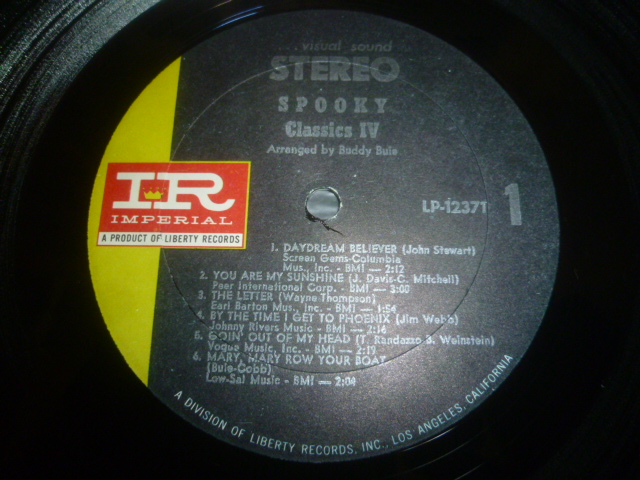 ...visual sound...
STEREO
SPOOKY
Classics IV
Arranged by Buddy Buie
IR
IMPERIAL
A PRODUCT OF LIBERTY RECORDS
LP-12371
1
1. DAYDREAM BELIEVER (John Stewart)
Screen Gems-Columbia
Mus., Inc. - BMI — 2:12
2. YOU ARE MY SUNSHINE (J. Davis-C. Mitchell)
Peer International Corp. - BMI — 3:00
3. THE LETTER (Wayne Thompson)
Earl Barton Mus., Inc. - BMI — 1:56
4. BY THE TIME I GET TO PHOENIX (Jim Webb)
Johnny Rivers Music - BMI — 2:16
5. GOIN' OUT OF MY HEAD (T. Randazzo B. Weinstein)
Vogue Music, Inc. - BMI — 2:19
6. MARY, MARY ROW YOUR BOAT
(Buie-Cobb)
Low-Sal Music - BMI — 2:04
A DIVISION OF LIBERTY RECORDS, INC., LOS ANGELES, CALIFORNIA